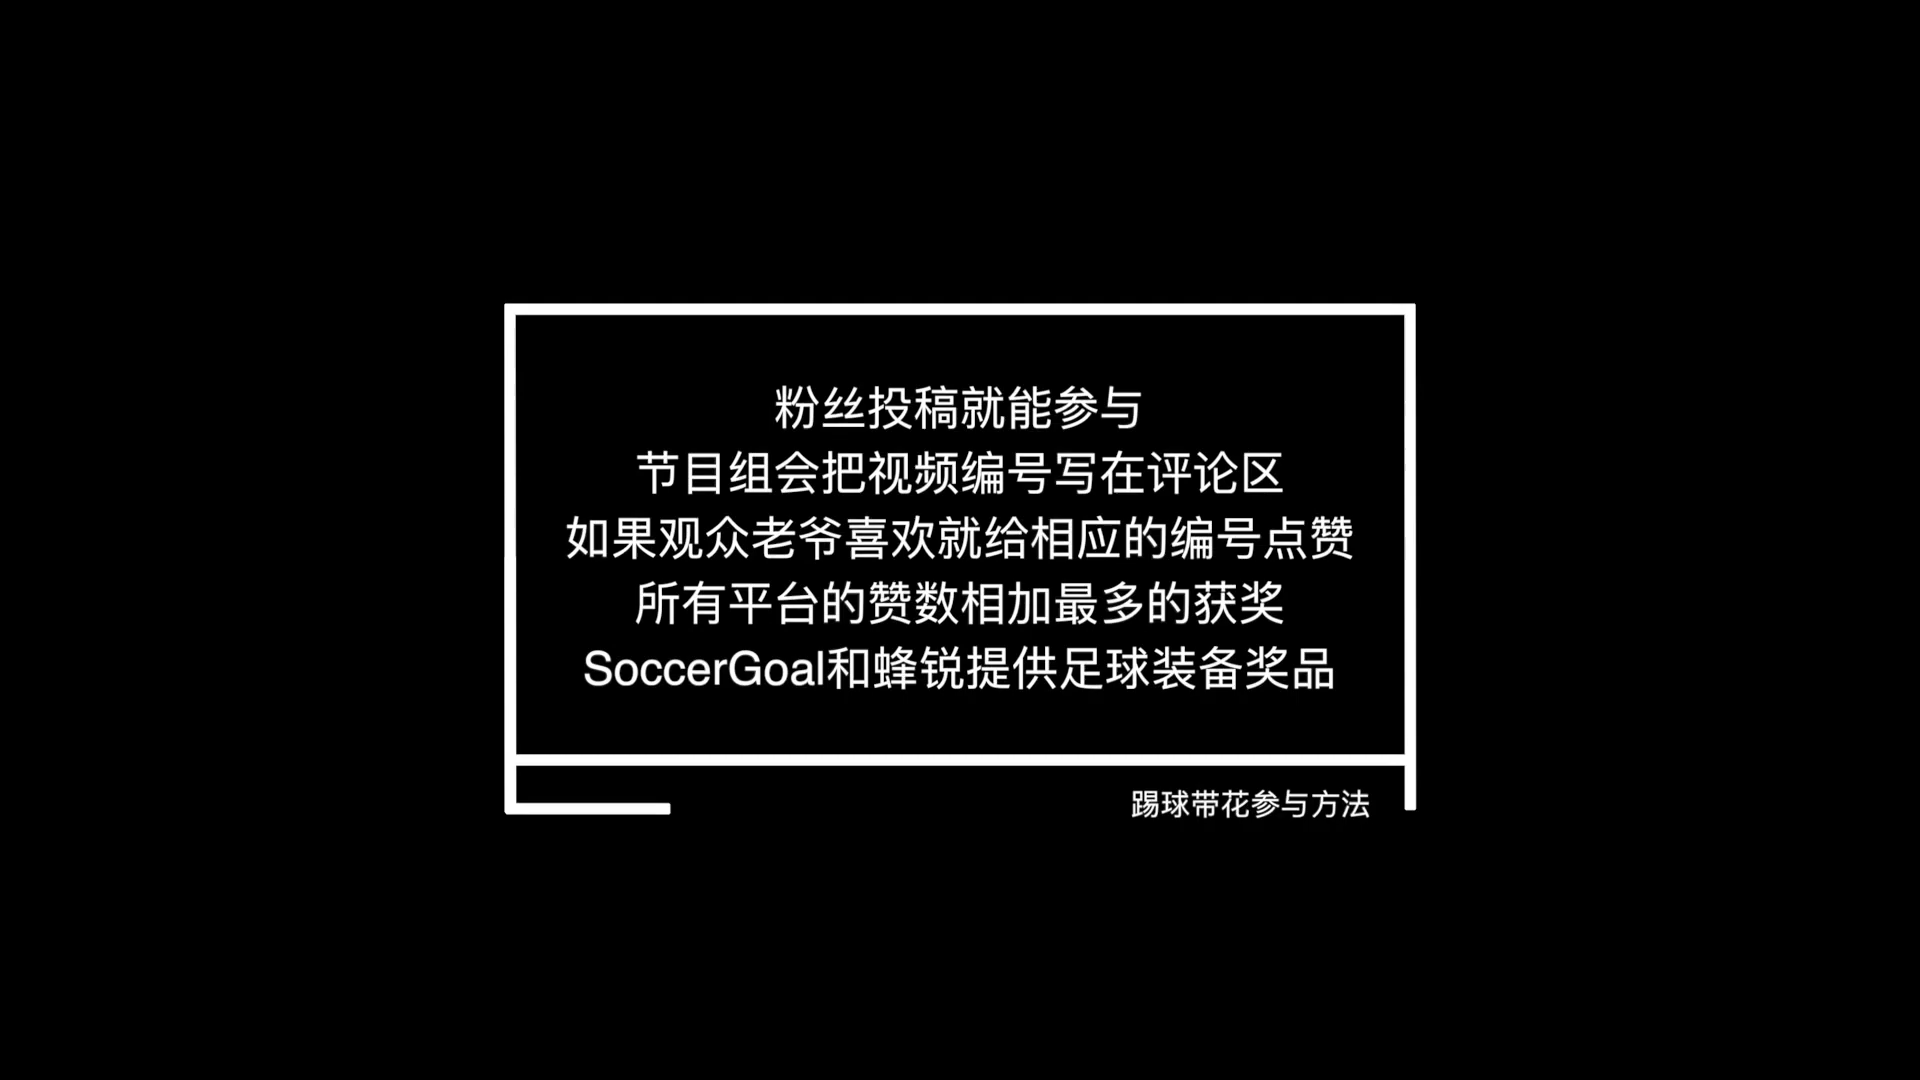 粉丝投稿就能参与
节目组会把视频编号写在评论区
如果观众老爷喜欢就给相应的编号点赞
所有平台的赞数相加最多的获奖
SoccerGoal和蜂锐提供足球装备奖品
踢球带花参与方法